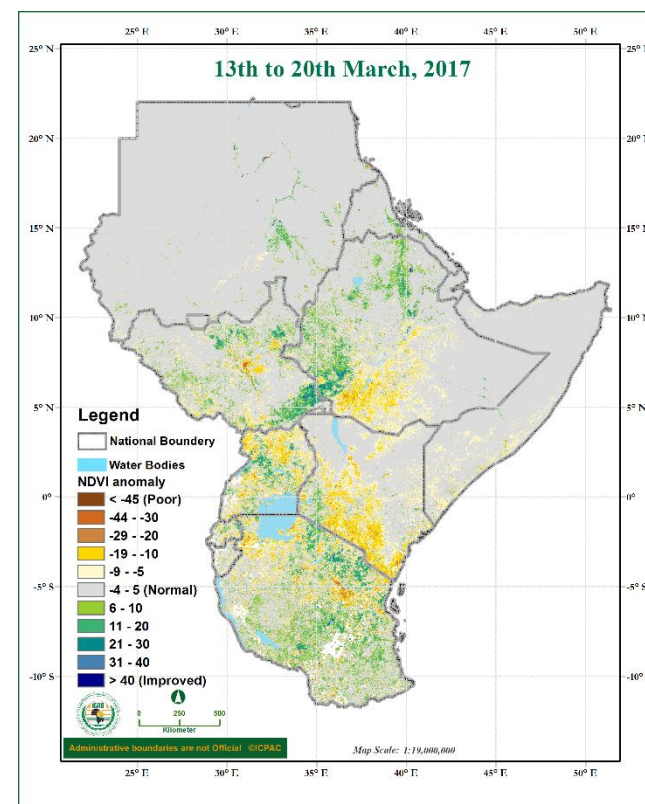 13th to 20th March, 2017
25° E 30° E 35° E 40° E 45° E 50° E
25° N 25° N
20° N 20° N
15° N 15° N
10° N 10° N
5° N 5° N
0° 0°
-5° S -5° S
-10° S -10° S
Legend
National Boundary
Water Bodies
NDVI anomaly
< -45 (Poor)
-44 - -30
-29 - -20
-19 - -10
-9 - -5
-4 - 5 (Normal)
6 - 10
11 - 20
21 - 30
31 - 40
> 40 (Improved)
IGAD
0 250 500
Kilometer
Administrative boundaries are not Official ©ICPAC
Map Scale: 1:19,000,000
25° E 30° E 35° E 40° E 45° E 50° E